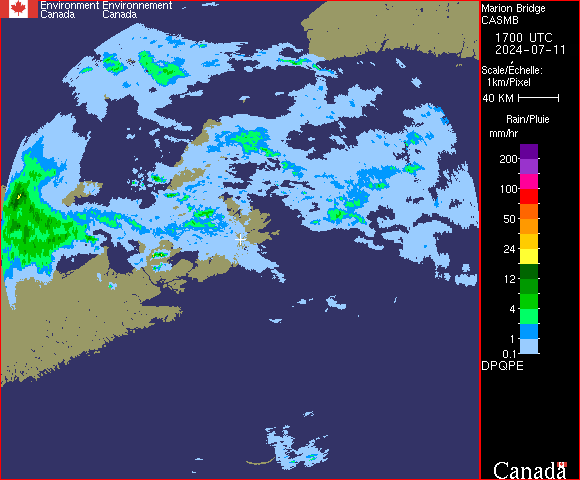 Environment Environnement
Canada Canada
Marion Bridge
CASMB
1700 UTC
2024-07-11
Scale/Échelle:
1km/Pixel
40 KM
Rain/Pluie
mm/hr
200
100
50
24
12
4
1
0.1
DPQPE
Canada